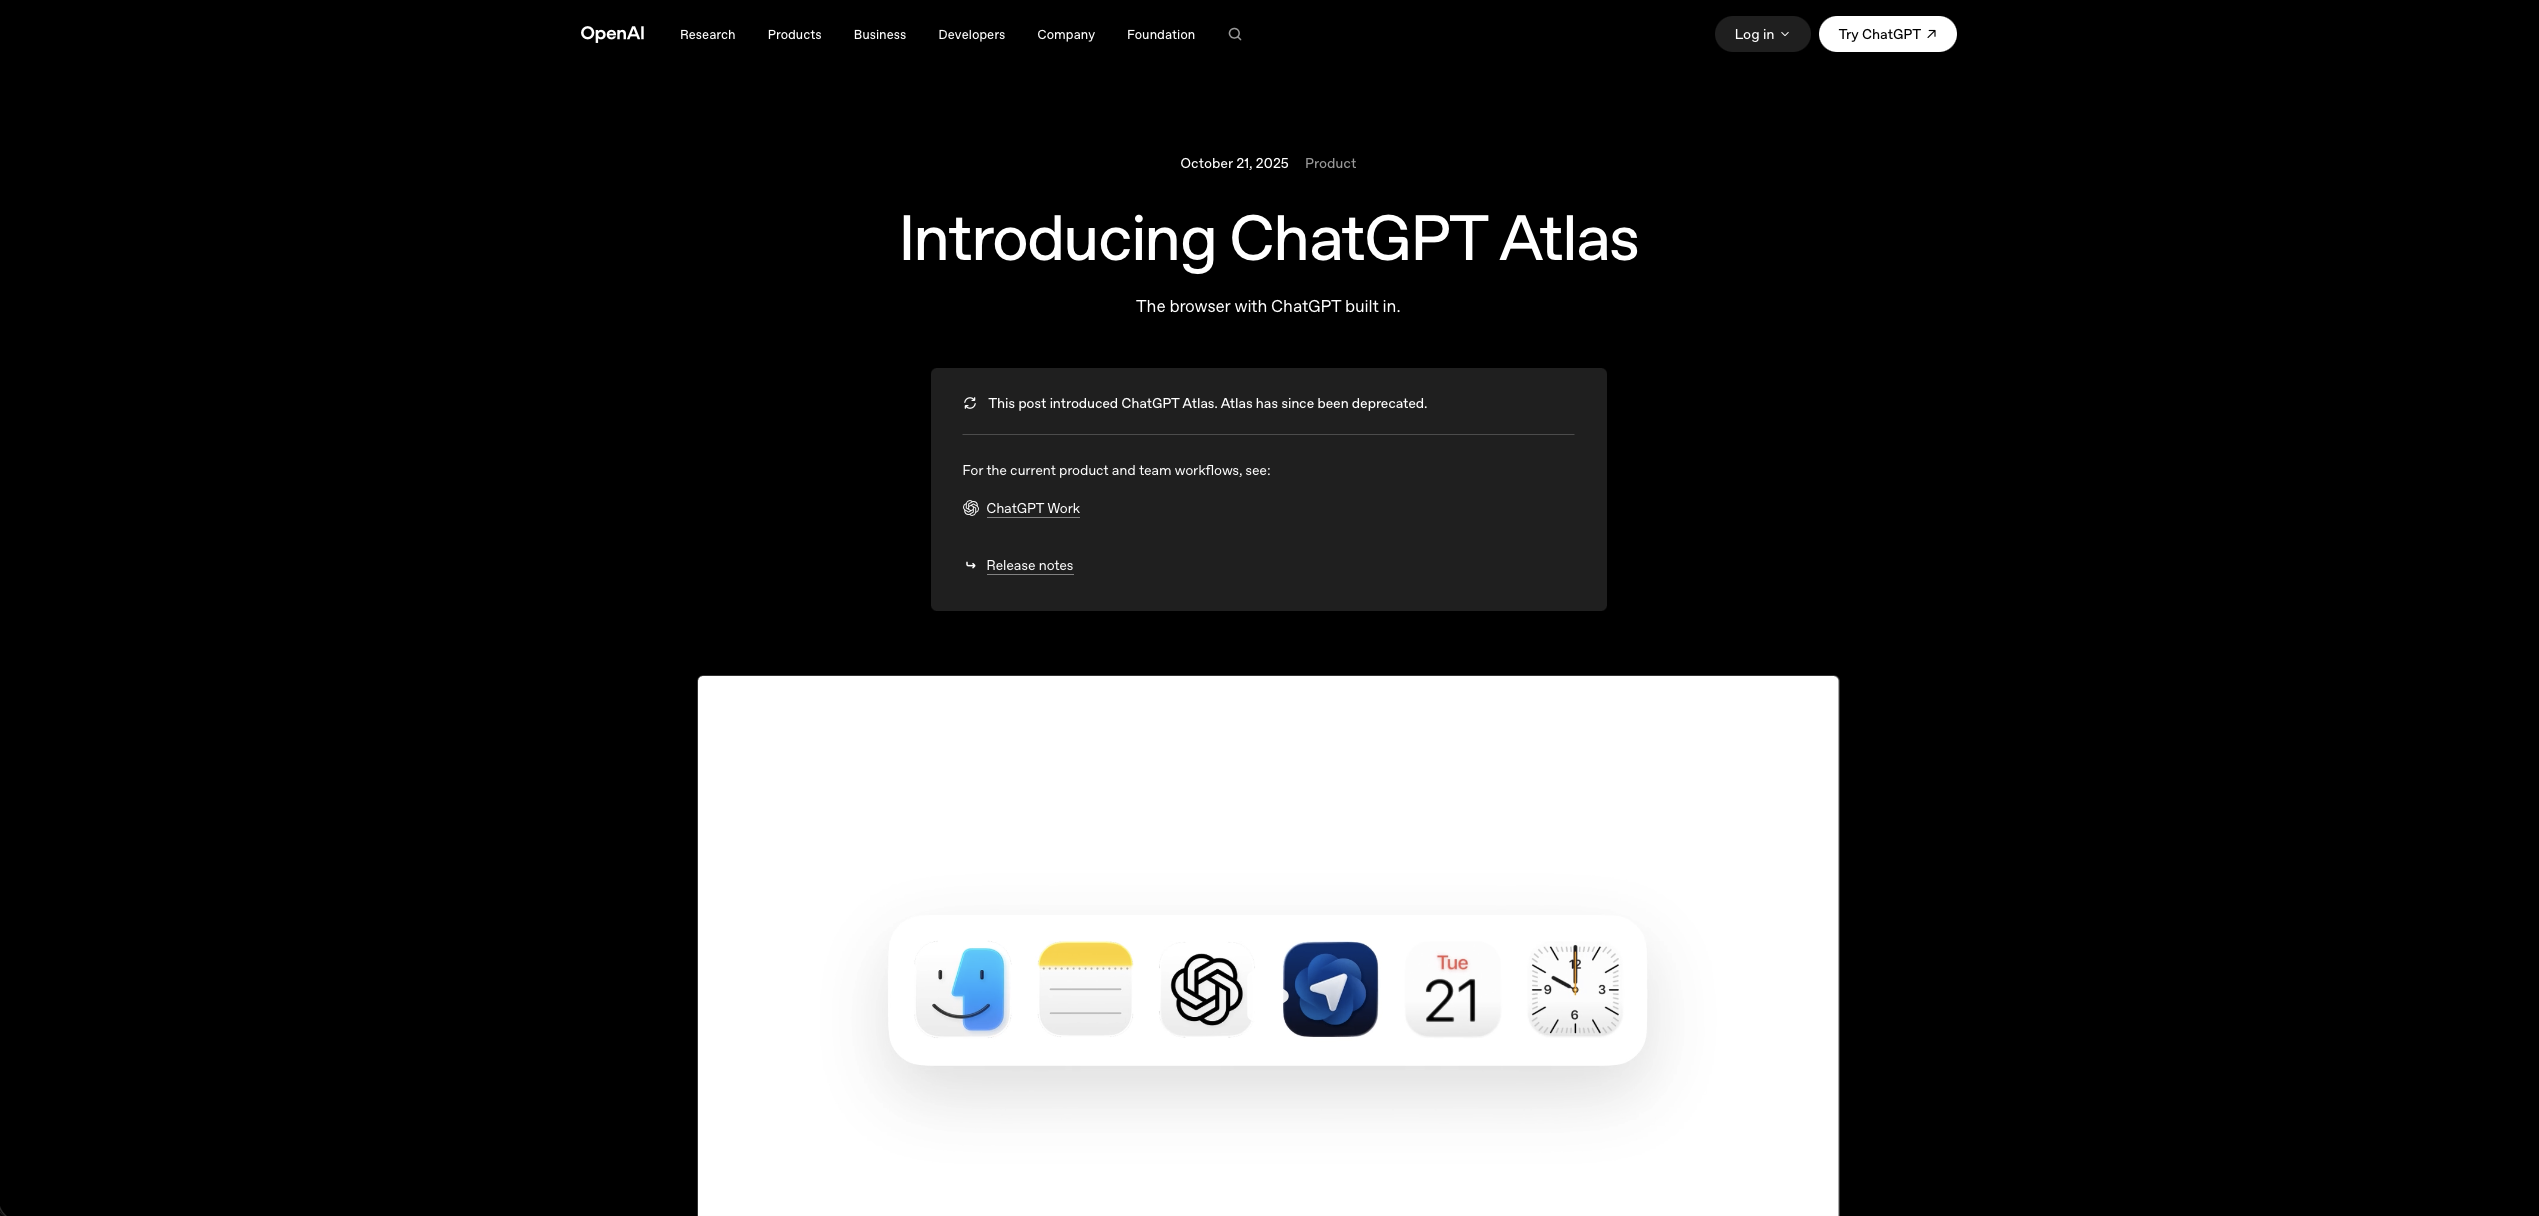 OpenAI Research Products Business Developers Company Foundation Log in Try ChatGPT
October 21, 2025 Product
Introducing ChatGPT Atlas
The browser with ChatGPT built in.
This post introduced ChatGPT Atlas. Atlas has since been deprecated.
For the current product and team workflows, see:
ChatGPT Work
Release notes
Tue
21
12
9 3
6